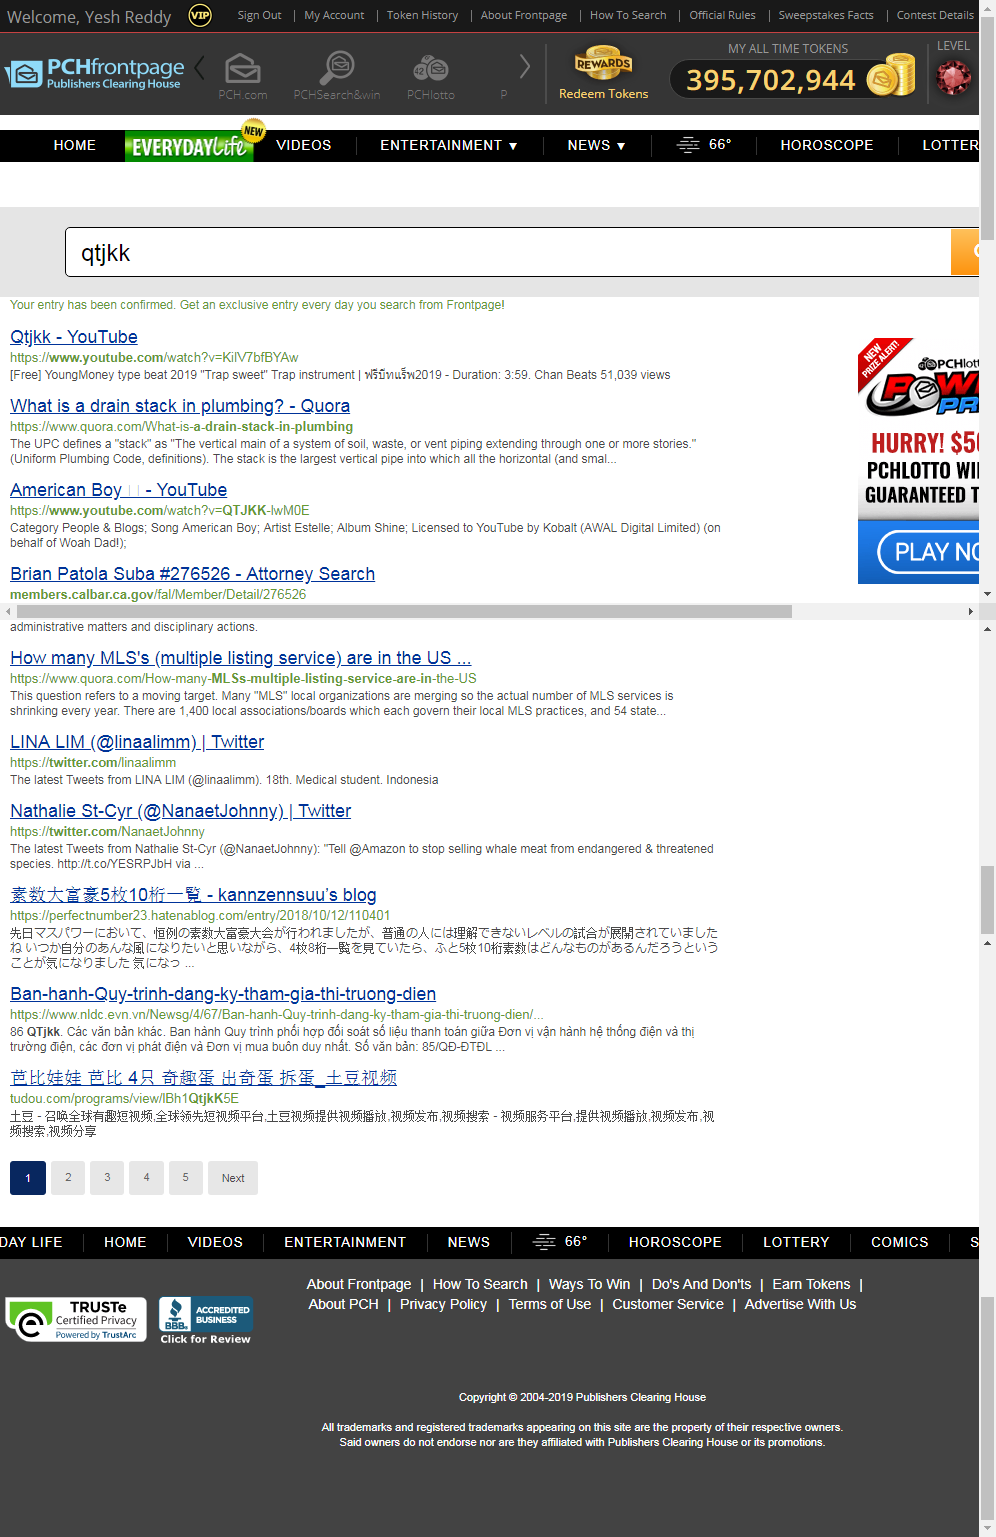 Welcome, Yesh Reddy VIP Sign Out | My Account | Token History | About Frontpage | How To Search | Official Rules | Sweepstakes Facts | Contest Details
PCHfrontpage
Publishers Clearing House
PCH.com PCHSearch&win PCHlotto P
REWARDS
Redeem Tokens
MY ALL TIME TOKENS
395,702,944
LEVEL
HOME EVERYDAY Life NEW VIDEOS ENTERTAINMENT ▼ NEWS ▼ 66° HOROSCOPE LOTTER
qtjkk
Your entry has been confirmed. Get an exclusive entry every day you search from Frontpage!
Qtjkk - YouTube
https://www.youtube.com/watch?v=KilV7bfBYAw
[Free] YoungMoney type beat 2019 "Trap sweet" Trap instrument | ฟรีบีทแร็พ2019 - Duration: 3:59. Chan Beats 51,039 views
What is a drain stack in plumbing? - Quora
https://www.quora.com/What-is-a-drain-stack-in-plumbing
The UPC defines a "stack" as "The vertical main of a system of soil, waste, or vent piping extending through one or more stories."
(Uniform Plumbing Code, definitions). The stack is the largest vertical pipe into which all the horizontal (and smal...
American Boy - YouTube
https://www.youtube.com/watch?v=QTJKK-lwM0E
Category People & Blogs; Song American Boy; Artist Estelle; Album Shine; Licensed to YouTube by Kobalt (AWAL Digital Limited) (on
behalf of Woah Dad!);
Brian Patola Suba #276526 - Attorney Search
members.calbar.ca.gov/fal/Member/Detail/276526
NEW PRIZE ALERT!
PCHlotto
HURRY! $50
PCHLOTTO WI
GUARANTEED T
PLAY NO
administrative matters and disciplinary actions.
How many MLS's (multiple listing service) are in the US ...
https://www.quora.com/How-many-MLSs-multiple-listing-service-are-in-the-US
This question refers to a moving target. Many "MLS" local organizations are merging so the actual number of MLS services is
shrinking every year. There are 1,400 local associations/boards which each govern their local MLS practices, and 54 state...
LINA LIM (@linaalimm) | Twitter
https://twitter.com/linaalimm
The latest Tweets from LINA LIM (@linaalimm). 18th. Medical student. Indonesia
Nathalie St-Cyr (@NanaetJohnny) | Twitter
https://twitter.com/NanaetJohnny
The latest Tweets from Nathalie St-Cyr (@NanaetJohnny): "Tell @Amazon to stop selling whale meat from endangered & threatened
species. http://t.co/YESRPJbH via ...
素数大富豪5枚10桁一覧 - kannzennsuu's blog
https://perfectnumber23.hatenablog.com/entry/2018/10/12/110401
先日マスパワーにおいて、恒例の素数大富豪大会が行われましたが、普通の人には理解できないレベルの試合が展開されていました
ね いつか自分のあんな風になりたいと思いながら、4枚8桁一覧を見ていたら、ふと5枚10桁素数はどんなものがあるんだろうという
ことが気になりました 気になっ ...
Ban-hanh-Quy-trinh-dang-ky-tham-gia-thi-truong-dien
https://www.nldc.evn.vn/Newsg/4/67/Ban-hanh-Quy-trinh-dang-ky-tham-gia-thi-truong-dien/...
86 QTjkk. Các văn bản khác. Ban hành Quy trình phối hợp đối soát số liệu thanh toán giữa Đơn vị vận hành hệ thống điện và thị
trường điện, các đơn vị phát điện và Đơn vị mua buôn duy nhất. Số văn bản: 85/QĐ-ĐTĐL ...
芭比娃娃 芭比 4只 奇趣蛋 出奇蛋 拆蛋_土豆视频
tudou.com/programs/view/IBh1QtjkK5E
土豆 - 召唤全球有趣短视频,全球领先短视频平台,土豆视频提供视频播放,视频发布,视频搜索 - 视频服务平台,提供视频播放,视频发布,视
频搜索,视频分享
1 2 3 4 5 Next
DAY LIFE HOME VIDEOS ENTERTAINMENT NEWS 66° HOROSCOPE LOTTERY COMICS S
About Frontpage | How To Search | Ways To Win | Do's And Don'ts | Earn Tokens |
About PCH | Privacy Policy | Terms of Use | Customer Service | Advertise With Us
TRUSTe
Certified Privacy
Powered by TrustArc
BBB.
ACCREDITED
BUSINESS
Click for Review
Copyright © 2004-2019 Publishers Clearing House
All trademarks and registered trademarks appearing on this site are the property of their respective owners.
Said owners do not endorse nor are they affiliated with Publishers Clearing House or its promotions.